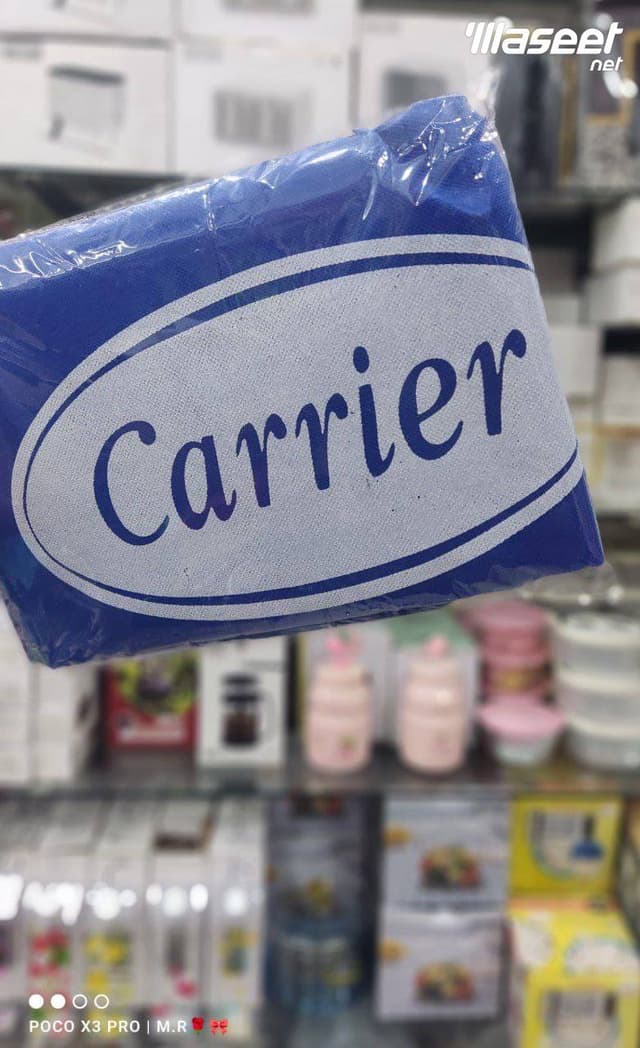 Waseet
net
Carrier
POCO X3 PRO | M.R🌹🎀